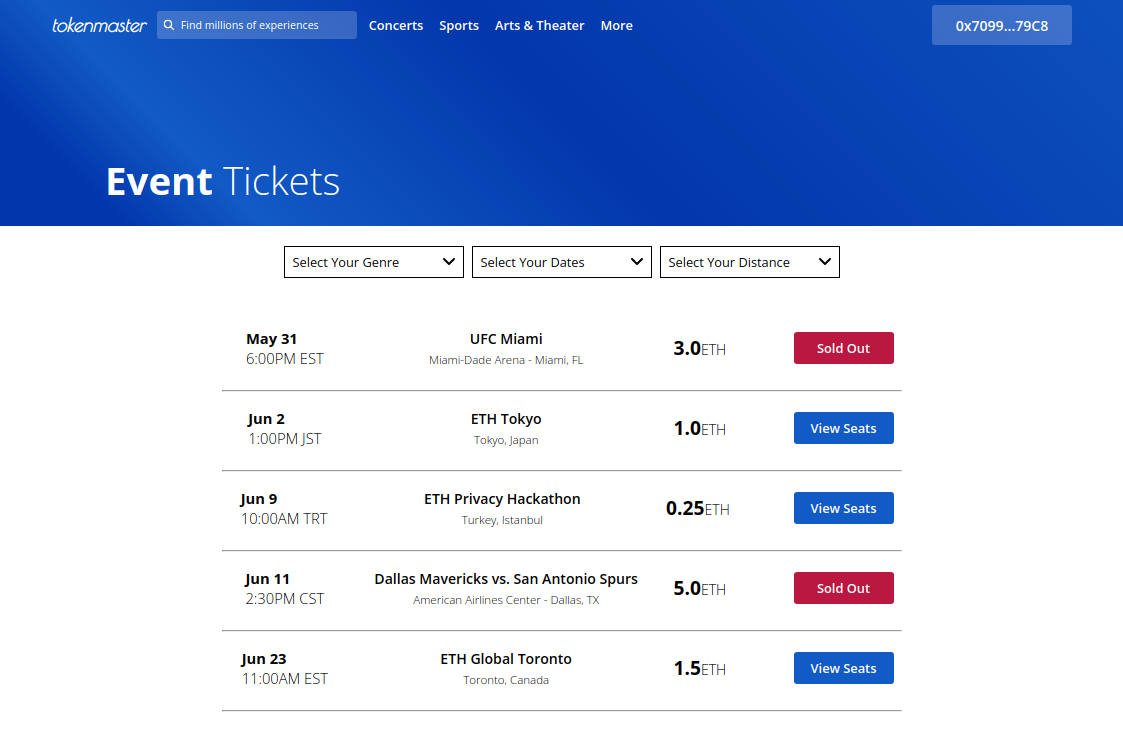 tokenmaster Find millions of experiences Concerts Sports Arts & Theater More 0x7099...79C8
Event Tickets
Select Your Genre Select Your Dates Select Your Distance
May 31 UFC Miami 3.0ETH Sold Out
6:00PM EST Miami-Dade Arena - Miami, FL
Jun 2 ETH Tokyo 1.0ETH View Seats
1:00PM JST Tokyo, Japan
Jun 9 ETH Privacy Hackathon 0.25ETH View Seats
10:00AM TRT Turkey, Istanbul
Jun 11 Dallas Mavericks vs. San Antonio Spurs 5.0ETH Sold Out
2:30PM CST American Airlines Center - Dallas, TX
Jun 23 ETH Global Toronto 1.5ETH View Seats
11:00AM EST Toronto, Canada